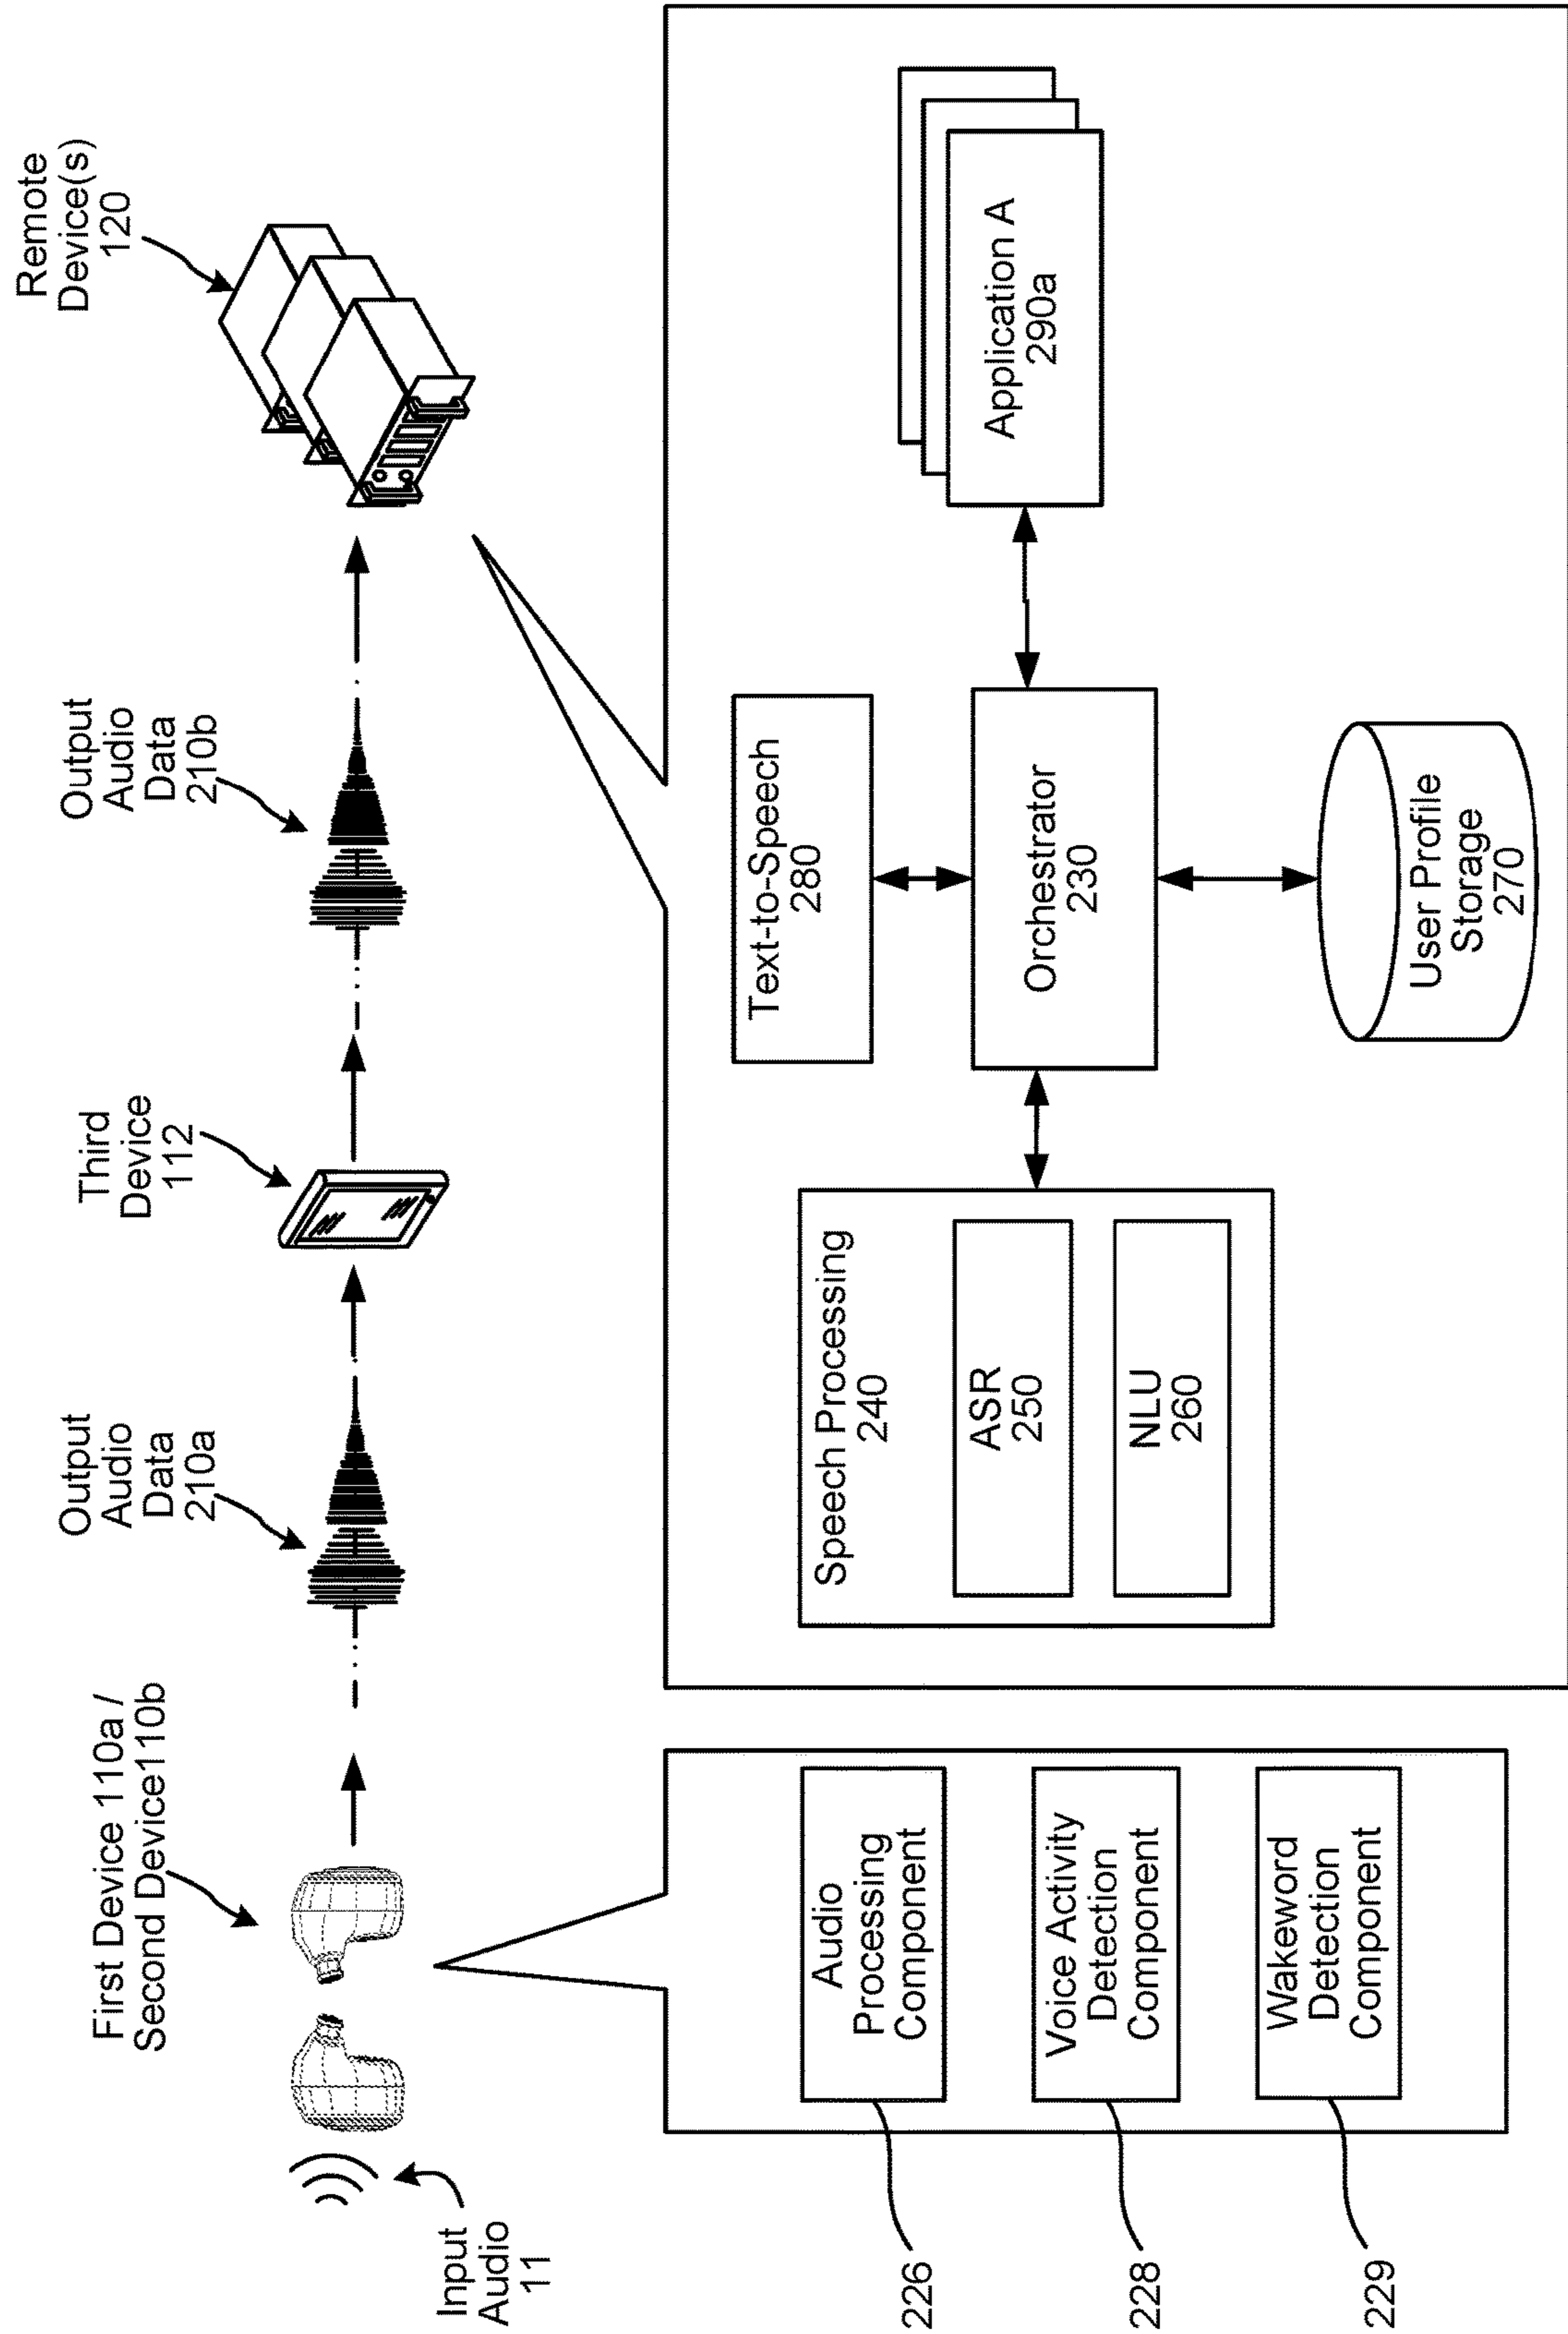 Input
Audio
11
First Device 110a /
Second Device110b
Output
Audio
Data
210a
Third
Device
112
Output
Audio
Data
210b
Remote
Device(s)
120
226
Audio
Processing
Component
228
Voice Activity
Detection
Component
229
Wakeword
Detection
Component
Speech Processing
240
ASR
250
NLU
260
Text-to-Speech
280
Orchestrator
230
User Profile
Storage
270
Application A
290a